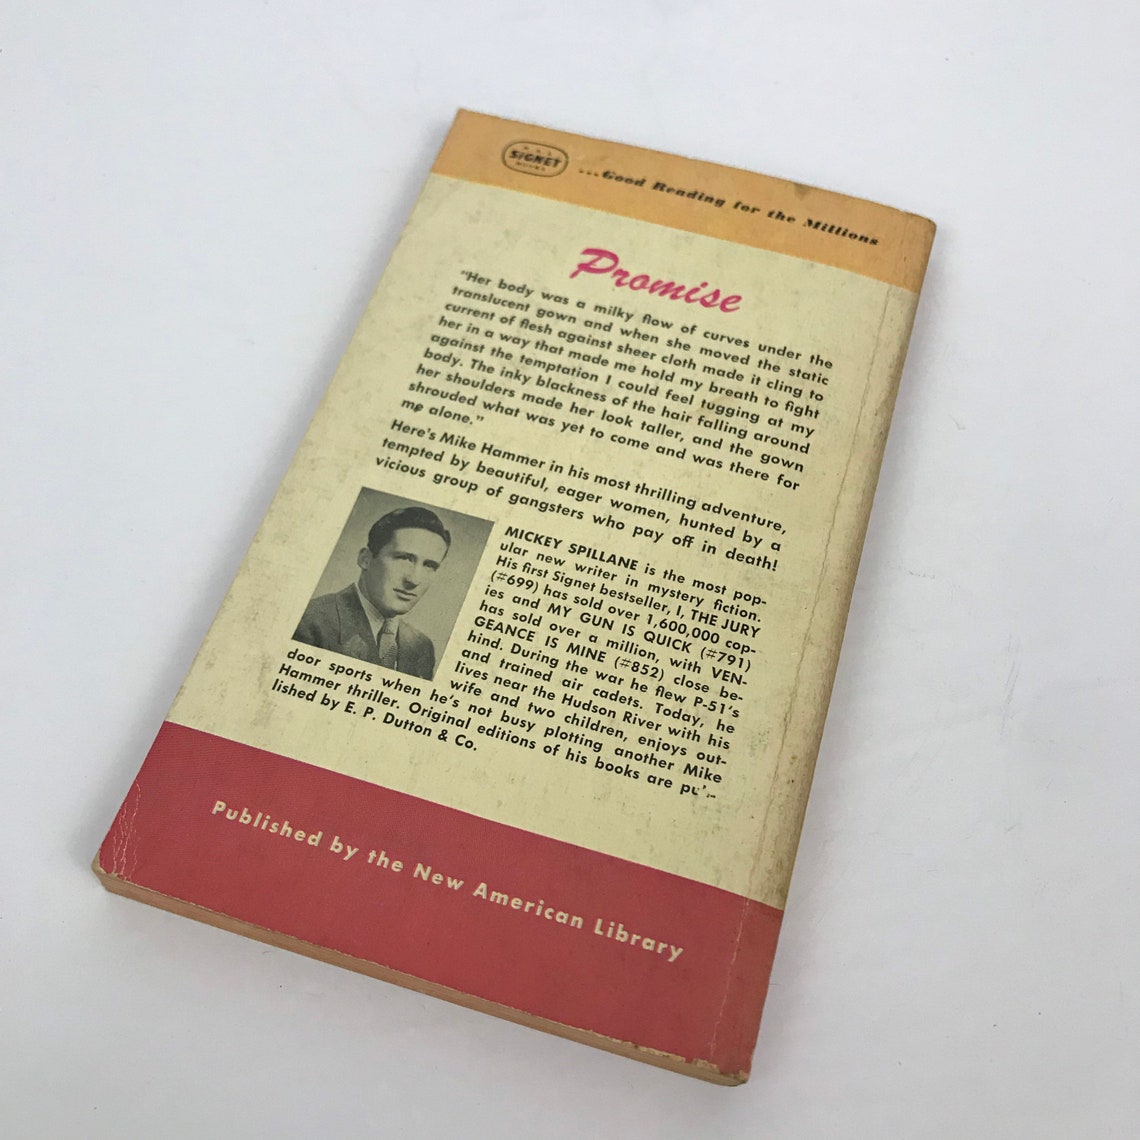 N A L
SIGNET
BOOKS
...Good Reading for the Millions
Promise
"Her body was a milky flow of curves under the
translucent gown and when she moved the static
current of flesh against sheer cloth made it cling to
her in a way that made me hold my breath to fight
against the temptation I could feel tugging at my
body. The inky blackness of the hair falling around
her shoulders made her look taller, and the gown
shrouded what was yet to come and was there for
me alone."
Here's Mike Hammer in his most thrilling adventure,
tempted by beautiful, eager women, hunted by a
vicious group of gangsters who pay off in death!
MICKEY SPILLANE is the most pop-
ular new writer in mystery fiction.
His first Signet bestseller, I, THE JURY
(#699) has sold over 1,600,000 cop-
ies and MY GUN IS QUICK (#791)
has sold over a million, with VEN-
GEANCE IS MINE (#852) close be-
hind. During the war he flew P-51's
and trained air cadets. Today, he
lives near the Hudson River with his
wife and two children, enjoys out-
door sports when he's not busy plotting another Mike
Hammer thriller. Original editions of his books are pub-
lished by E. P. Dutton & Co.
Published by the New American Library